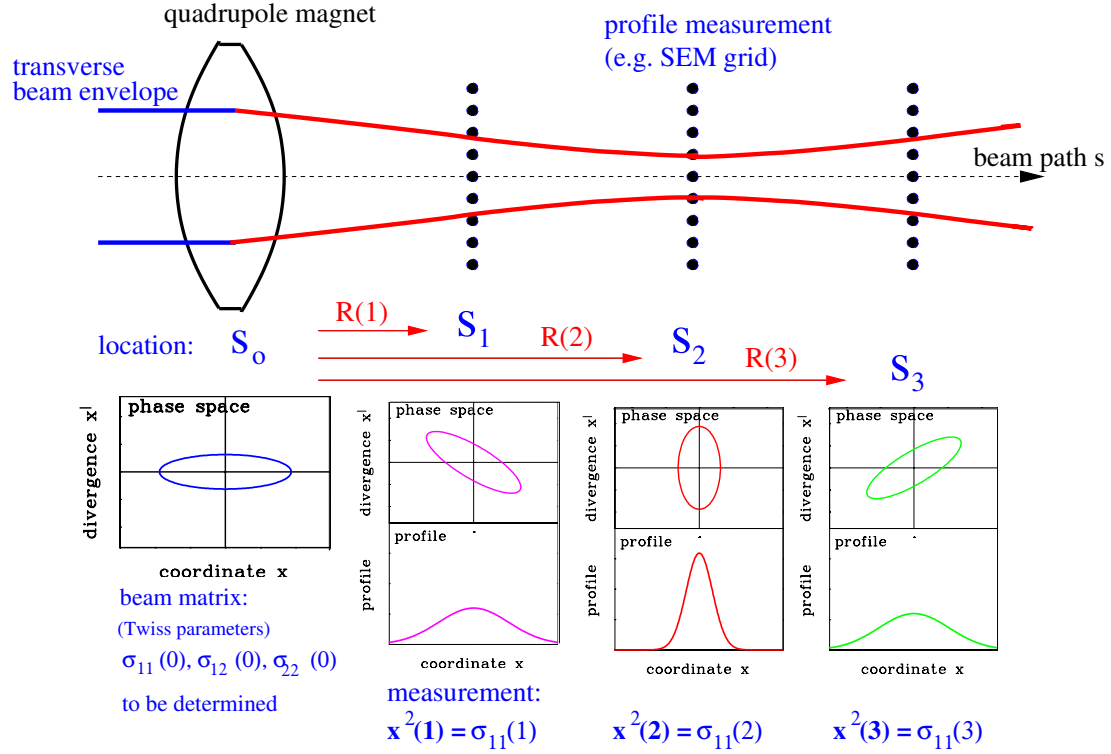 quadrupole magnet
profile measurement
(e.g. SEM grid)
transverse
beam envelope
beam path s
location:
S₀
R(1)
S₁
R(2)
S₂
R(3)
S₃
phase space
divergence x|
coordinate x
phase space
divergence x|
profile
profile
coordinate x
phase space
divergence x|
profile
profile
coordinate x
phase space
divergence x|
profile
profile
coordinate x
beam matrix:
(Twiss parameters)
σ₁₁ (0), σ₁₂ (0), σ₂₂ (0)
to be determined
measurement:
x²(1) = σ₁₁(1)
x²(2) = σ₁₁(2)
x²(3) = σ₁₁(3)